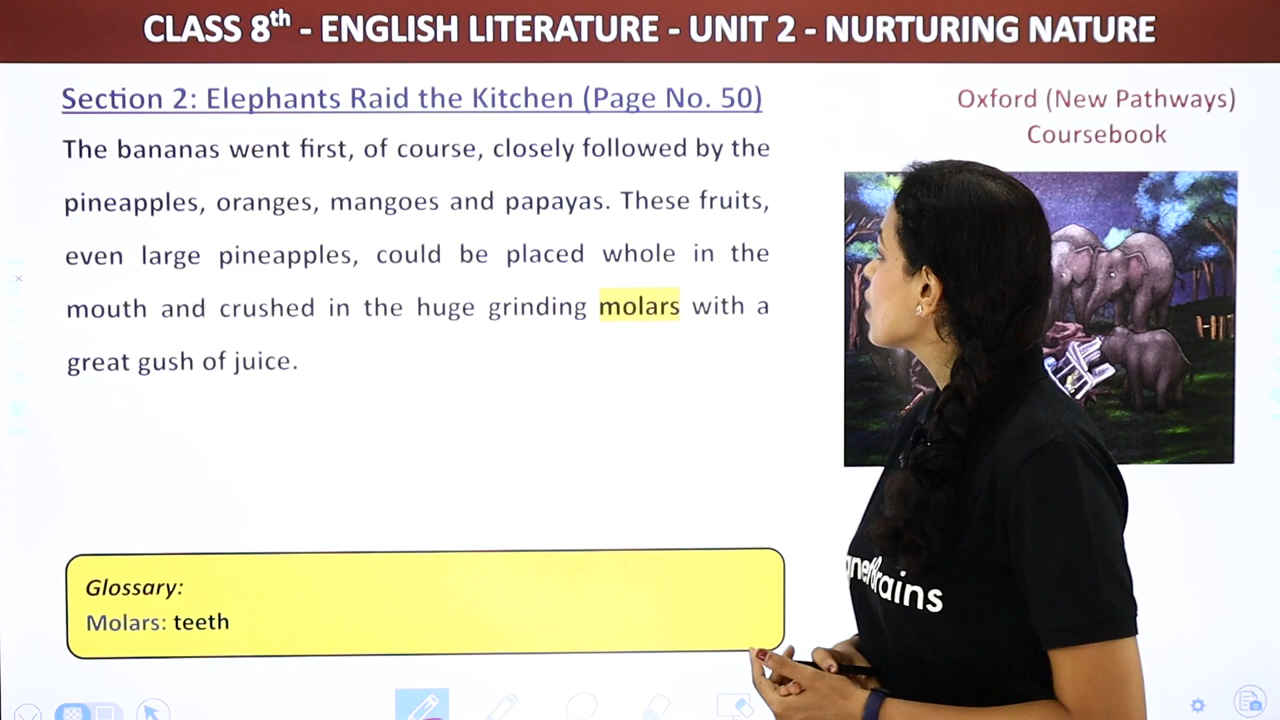 CLASS 8th - ENGLISH LITERATURE - UNIT 2 - NURTURING NATURE
Section 2: Elephants Raid the Kitchen (Page No. 50)
The bananas went first, of course, closely followed by the
pineapples, oranges, mangoes and papayas. These fruits,
even large pineapples, could be placed whole in the
mouth and crushed in the huge grinding molars with a
great gush of juice.
Oxford (New Pathways)
Coursebook
Glossary:
Molars: teeth